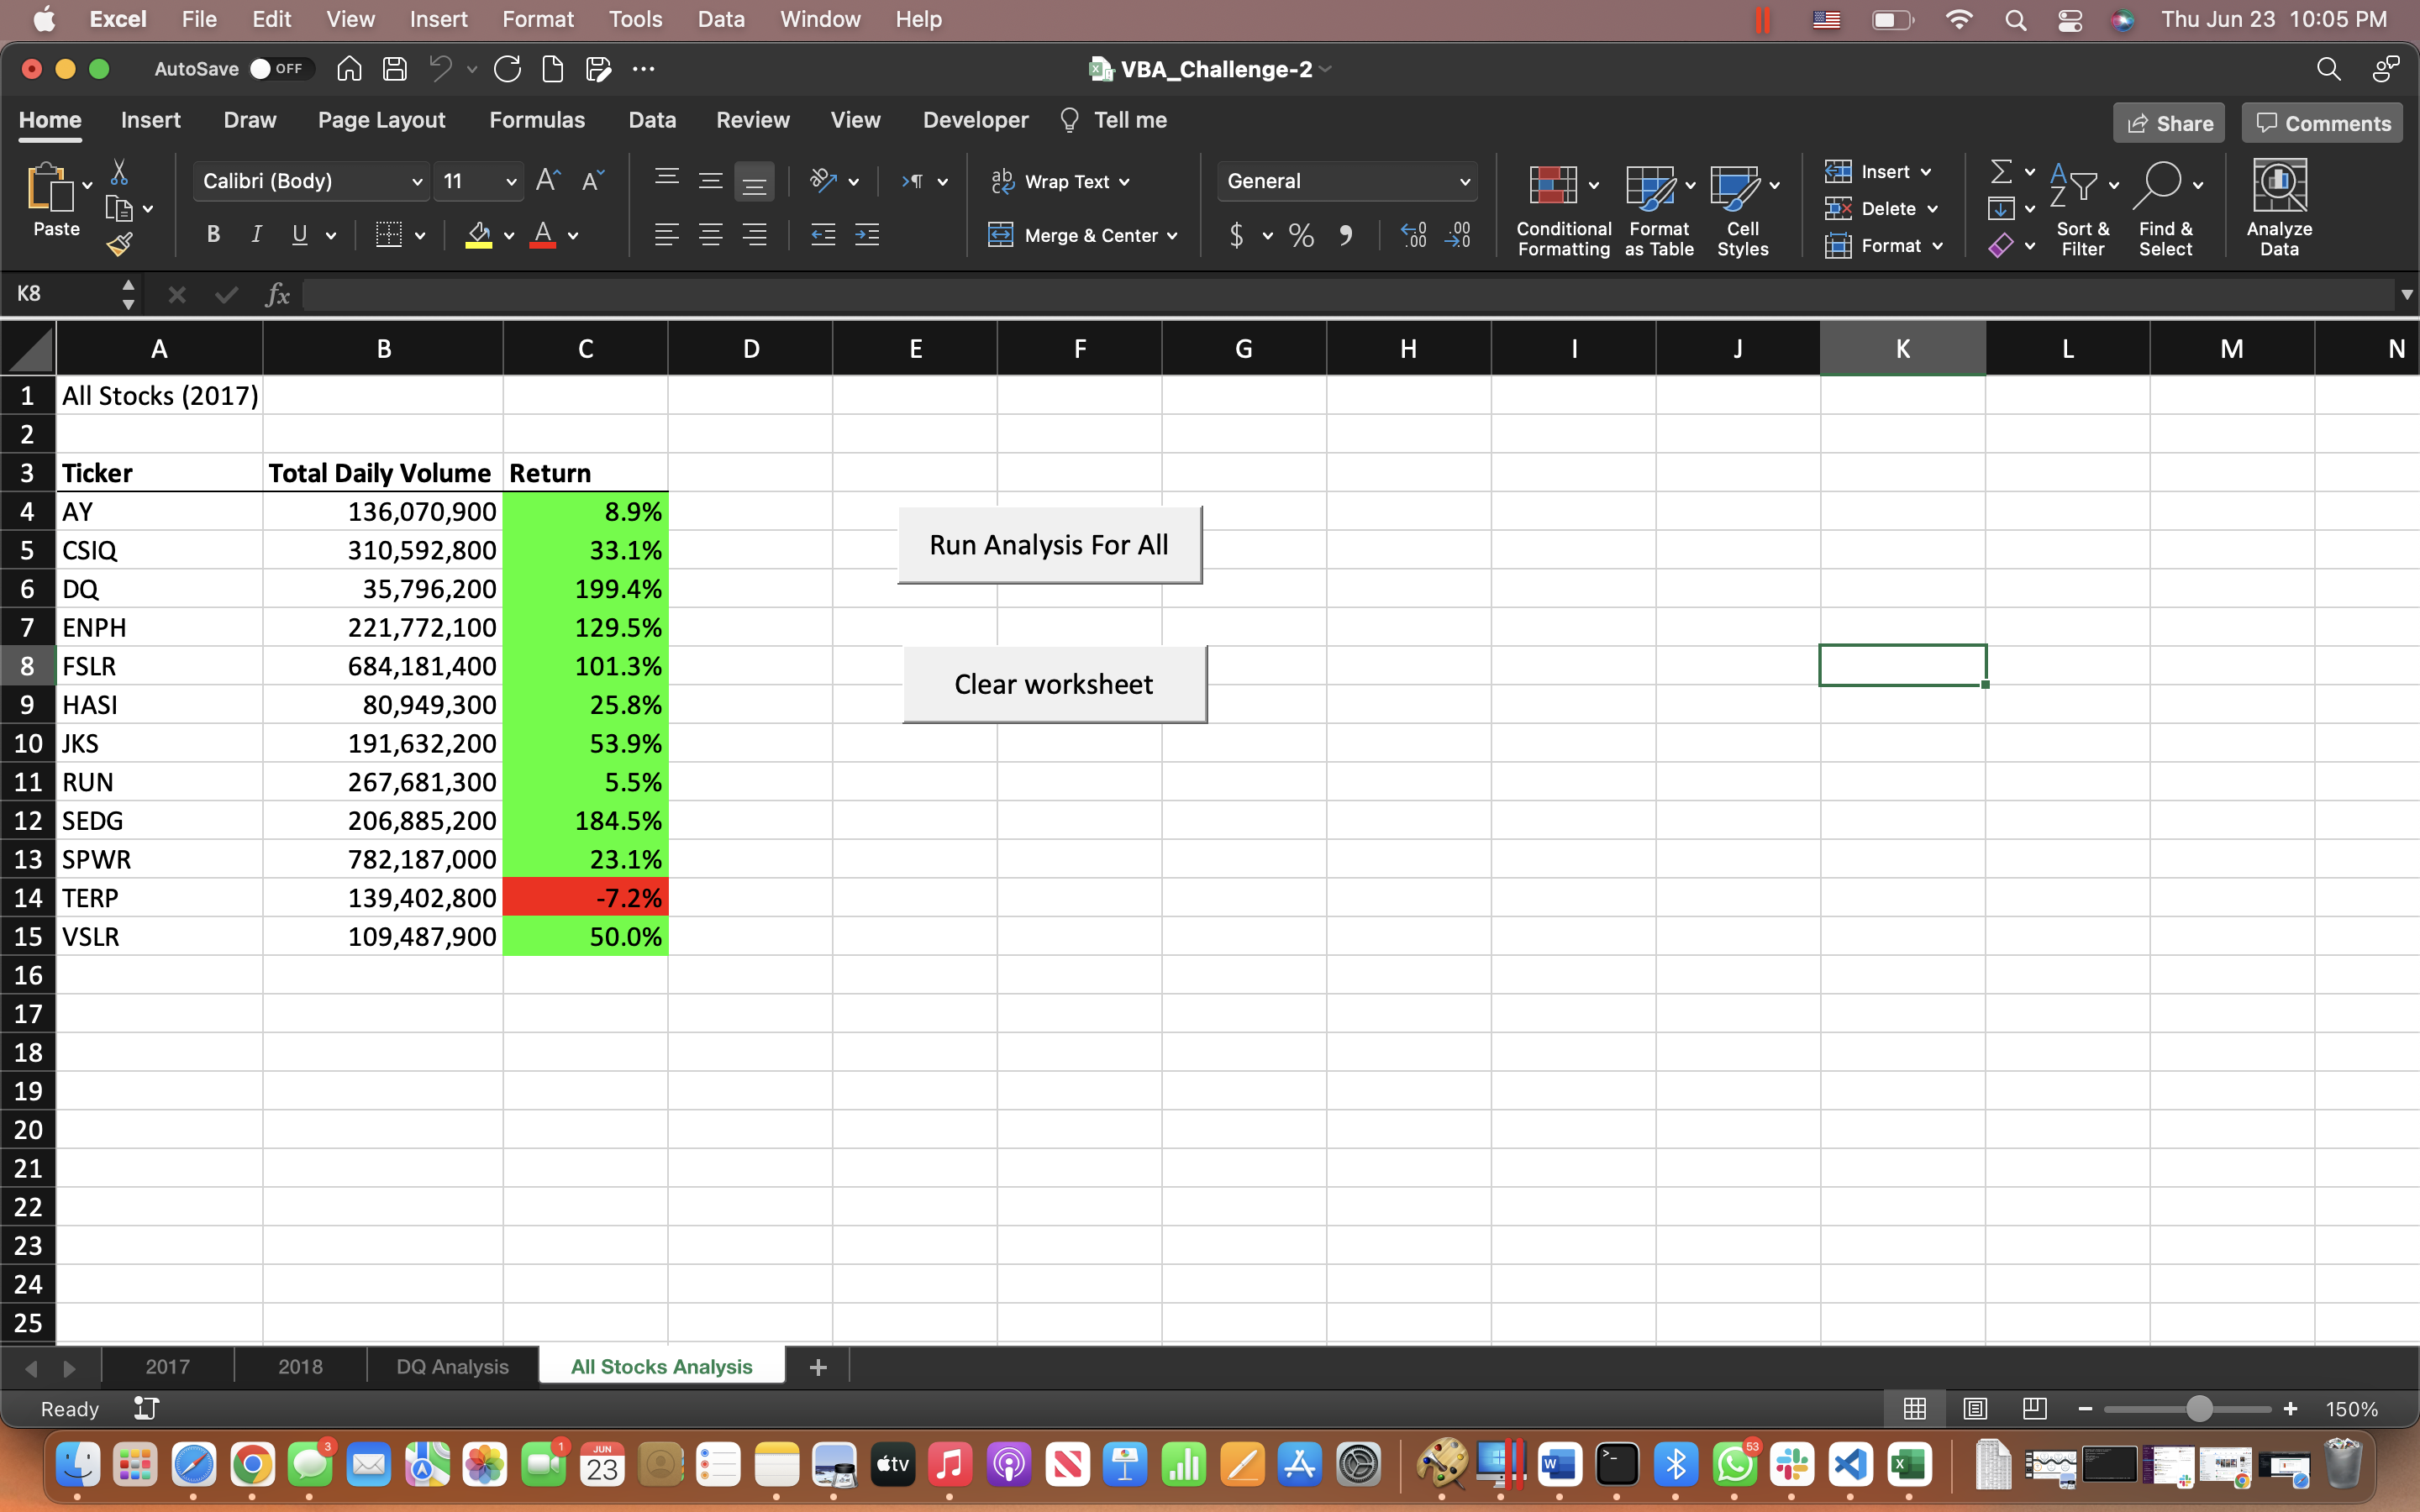 Excel File Edit View Insert Format Tools Data Window Help Thu Jun 23 10:05 PM
AutoSave OFF VBA_Challenge-2
Home Insert Draw Page Layout Formulas Data Review View Developer Tell me Share Comments
Paste Calibri (Body) 11 Wrap Text General Insert
Delete
Merge & Center Format
Conditional Formatting Format as Table Cell Styles Sort & Filter Find & Select Analyze Data
K8 fx
A B C D E F G H I J K L M N
1 All Stocks (2017)
2
3 Ticker Total Daily Volume Return
4 AY 136,070,900 8.9%
Run Analysis For All
5 CSIQ 310,592,800 33.1%
6 DQ 35,796,200 199.4%
7 ENPH 221,772,100 129.5%
8 FSLR 684,181,400 101.3%
Clear worksheet
9 HASI 80,949,300 25.8%
10 JKS 191,632,200 53.9%
11 RUN 267,681,300 5.5%
12 SEDG 206,885,200 184.5%
13 SPWR 782,187,000 23.1%
14 TERP 139,402,800 -7.2%
15 VSLR 109,487,900 50.0%
16
17
18
19
20
21
22
23
24
25
2017 2018 DQ Analysis All Stocks Analysis +
Ready 150%
3 1 JUN 23 tv 53